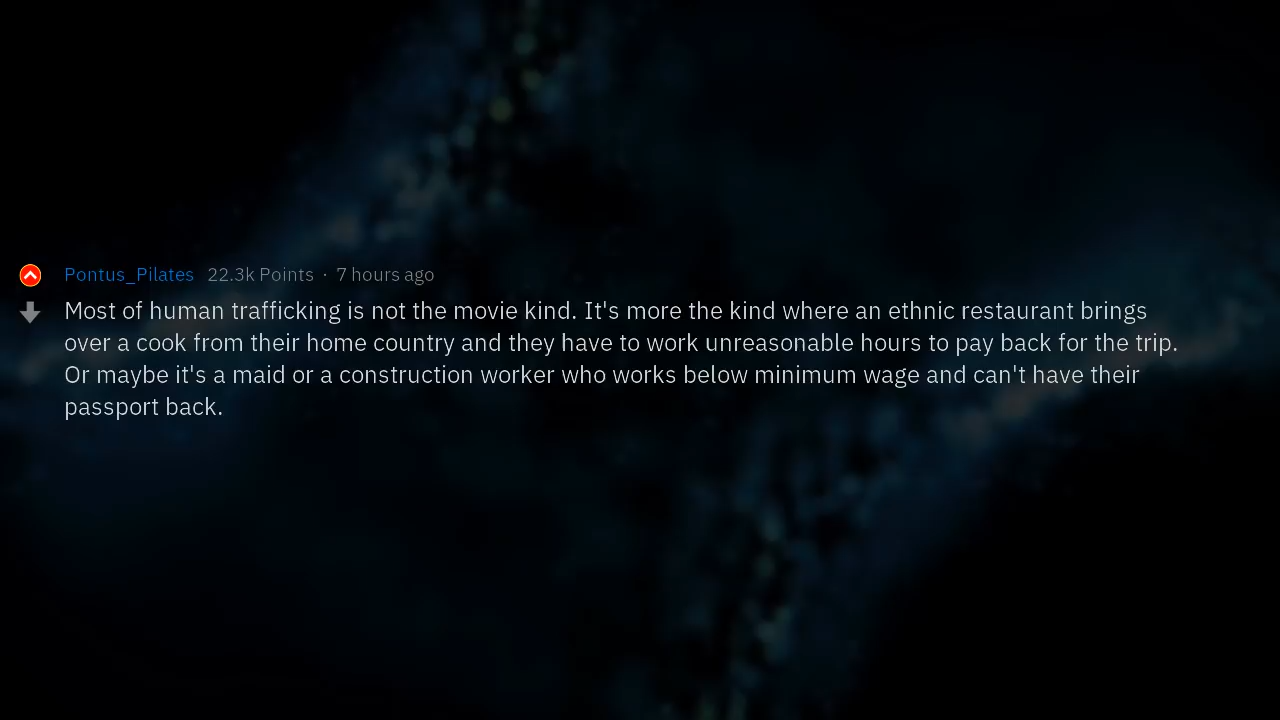 Pontus_Pilates 22.3k Points · 7 hours ago
Most of human trafficking is not the movie kind. It's more the kind where an ethnic restaurant brings
over a cook from their home country and they have to work unreasonable hours to pay back for the trip.
Or maybe it's a maid or a construction worker who works below minimum wage and can't have their
passport back.